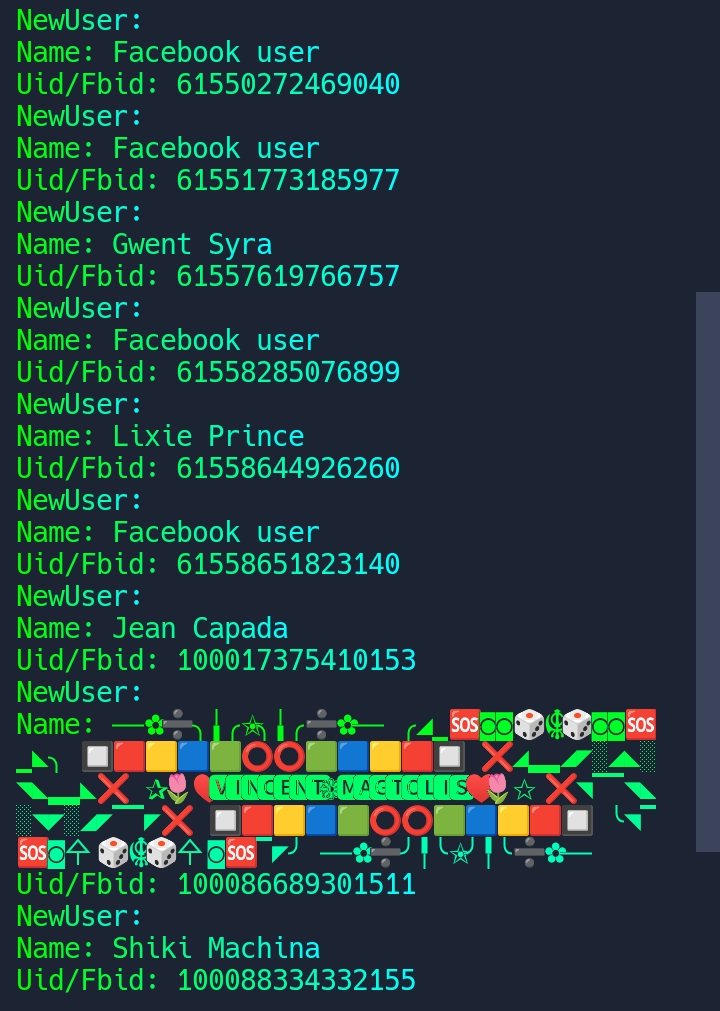 NewUser:
Name: Facebook user
Uid/Fbid: 61550272469040
NewUser:
Name: Facebook user
Uid/Fbid: 61551773185977
NewUser:
Name: Gwent Syra
Uid/Fbid: 61557619766757
NewUser:
Name: Facebook user
Uid/Fbid: 61558285076899
NewUser:
Name: Lixie Prince
Uid/Fbid: 61558644926260
NewUser:
Name: Facebook user
Uid/Fbid: 61558651823140
NewUser:
Name: Jean Capada
Uid/Fbid: 100017375410153
NewUser:
Name: 🆘🎲🎲🆘
🔲🟥🟨🟦🟩⭕⭕🟩🟦🟨🟥🔲 ❌
❌ ✰🌷❤️VINCENT MAGTOLIS❤️🌷☆ ❌
❌ 🔲🟥🟨🟦🟩⭕⭕🟩🟦🟨🟥🔲
🆘 🎲🎲 🆘
Uid/Fbid: 100086689301511
NewUser:
Name: Shiki Machina
Uid/Fbid: 100088334332155